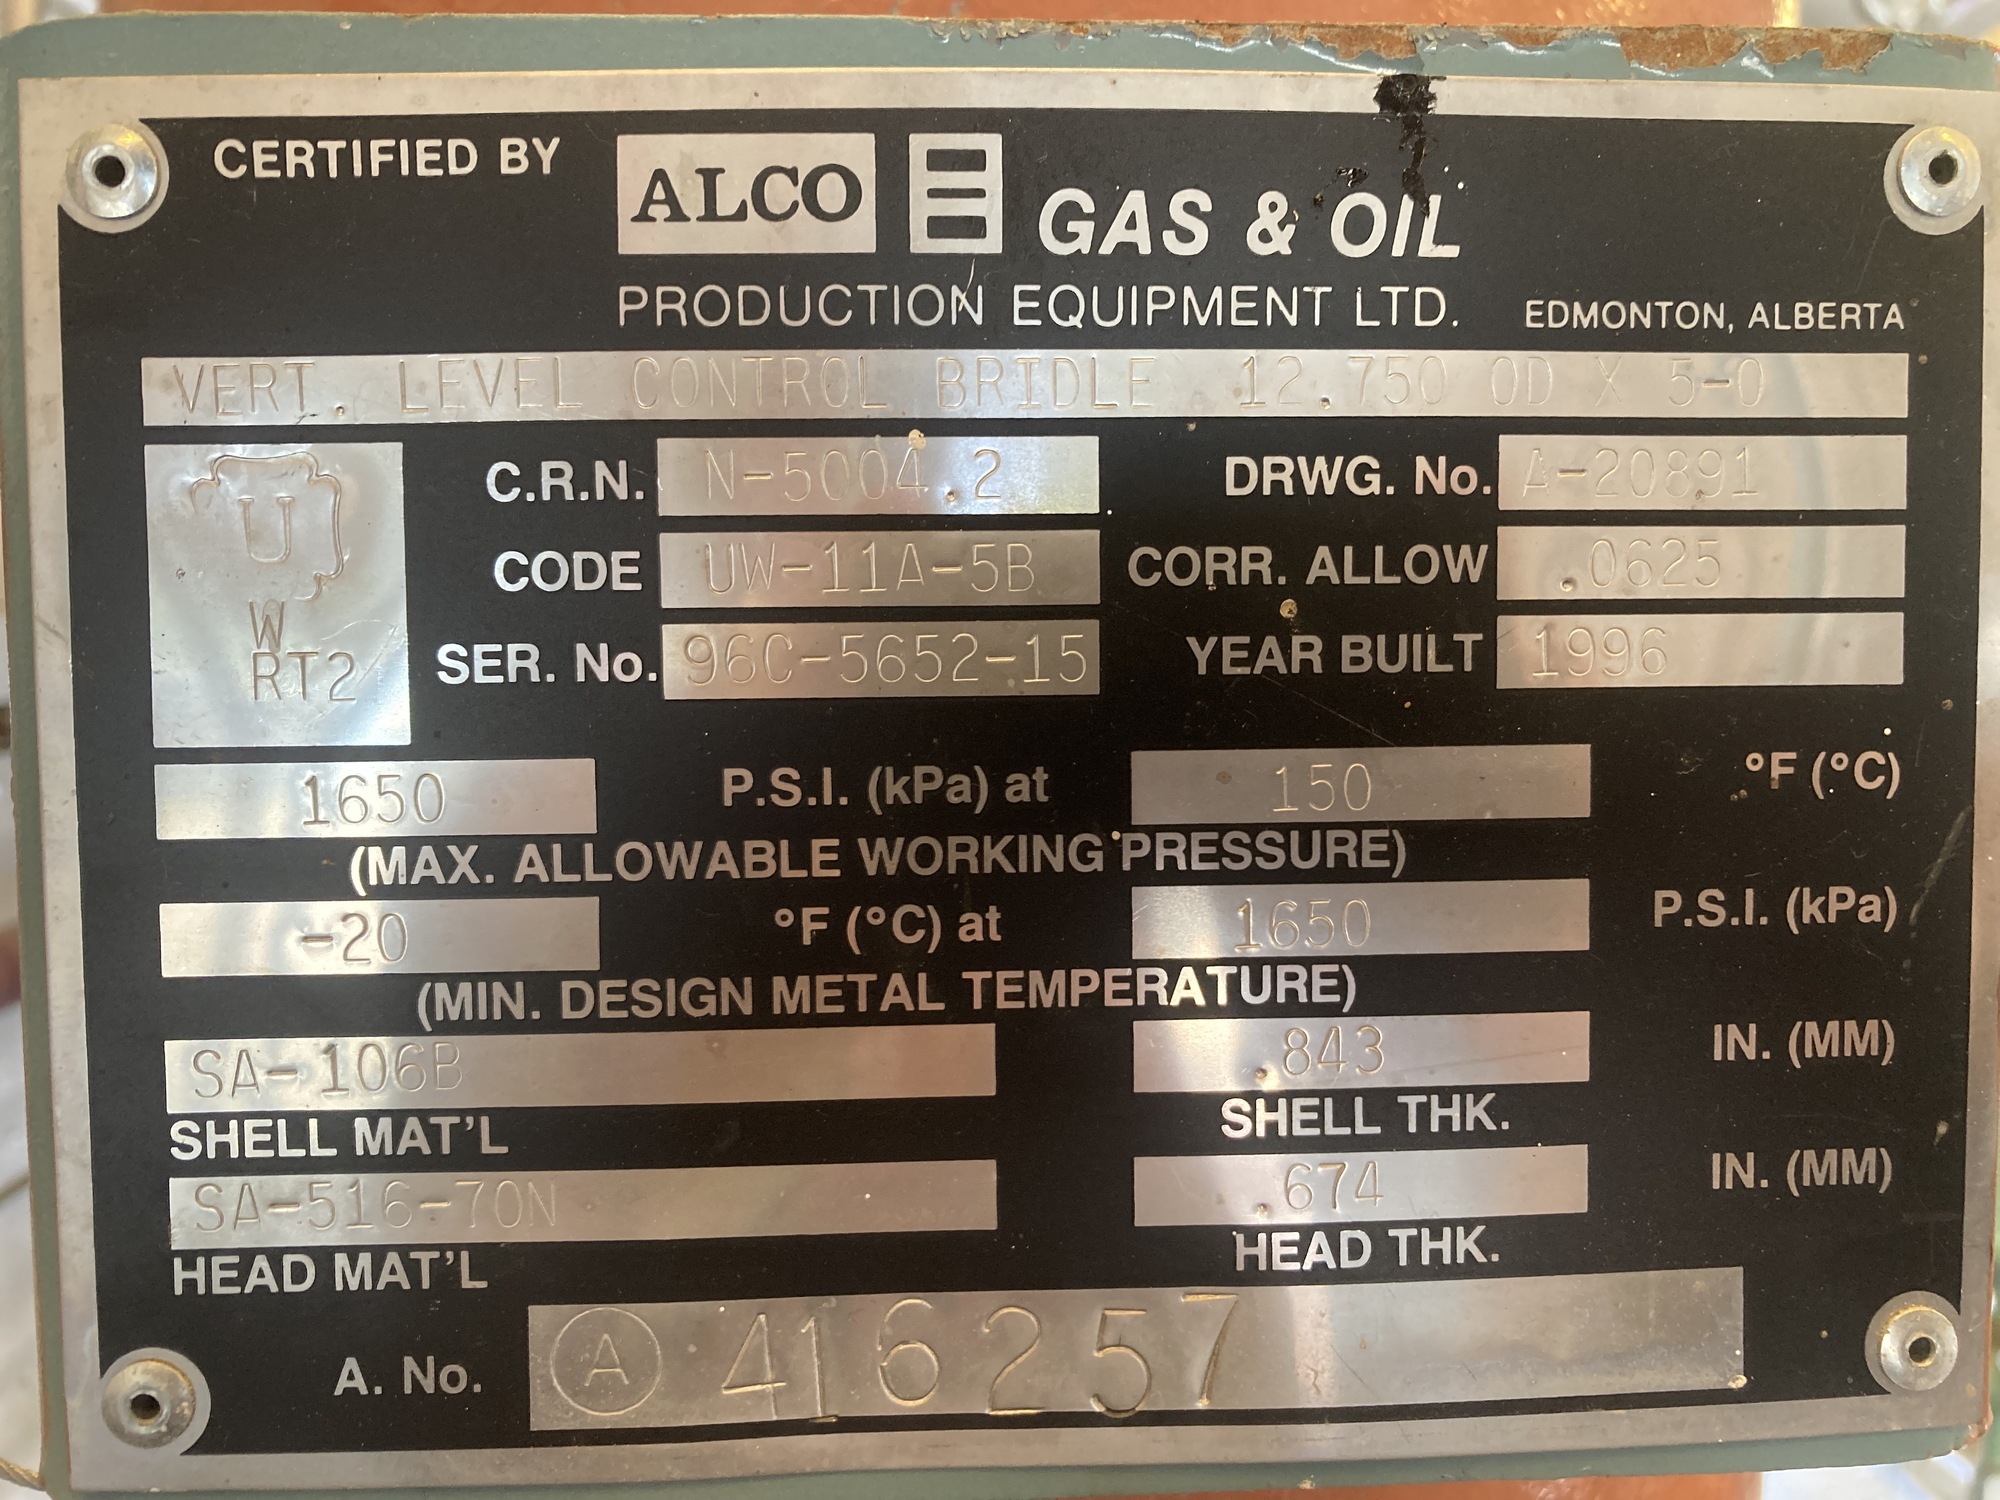 CERTIFIED BY ALCO GAS & OIL
PRODUCTION EQUIPMENT LTD. EDMONTON, ALBERTA
VERT. LEVEL CONTROL BRIDLE 12.750 OD X 5-0
U
W
RT2
C.R.N. N-5004.2 DRWG. No. A-20891
CODE UW-11A-5B CORR. ALLOW .0625
SER. No. 96C-5652-15 YEAR BUILT 1996
1650 P.S.I. (kPa) at 150 °F (°C)
(MAX. ALLOWABLE WORKING PRESSURE)
-20 °F (°C) at 1650 P.S.I. (kPa)
(MIN. DESIGN METAL TEMPERATURE)
SA-106B .843 IN. (MM)
SHELL MAT'L SHELL THK.
SA-516-70N .674 IN. (MM)
HEAD MAT'L HEAD THK.
A. No. A 416257